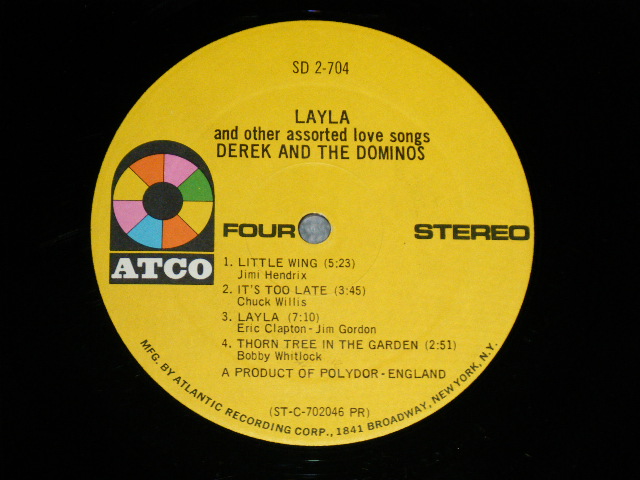 SD 2-704
LAYLA
and other assorted love songs
DEREK AND THE DOMINOS
ATCO
FOUR
STEREO
1. LITTLE WING (5:23)
Jimi Hendrix
2. IT'S TOO LATE (3:45)
Chuck Willis
3. LAYLA (7:10)
Eric Clapton-Jim Gordon
4. THORN TREE IN THE GARDEN (2:51)
Bobby Whitlock
A PRODUCT OF POLYDOR-ENGLAND
(ST-C-702046 PR)
MFG. BY ATLANTIC RECORDING CORP., 1841 BROADWAY, NEW YORK, N.Y.